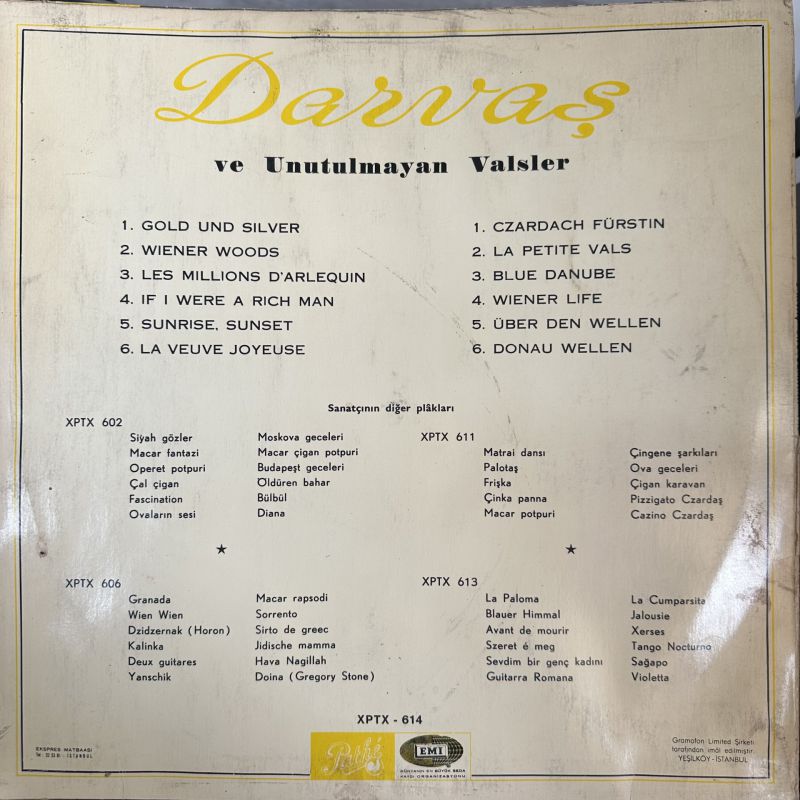 Darvaş
ve Unutulmayan Valsler
1. GOLD UND SILVER
2. WIENER WOODS
3. LES MILLIONS D'ARLEQUIN
4. IF I WERE A RICH MAN
5. SUNRISE, SUNSET
6. LA VEUVE JOYEUSE
1. CZARDACH FÜRSTIN
2. LA PETITE VALS
3. BLUE DANUBE
4. WIENER LIFE
5. ÜBER DEN WELLEN
6. DONAU WELLEN
Sanatçının diğer plâkları
XPTX 602
Siyah gözler
Macar fantazi
Operet potpuri
Çal çigan
Fascination
Ovaların sesi
Moskova geceleri
Macar çigan potpuri
Budapeşt geceleri
Öldüren bahar
Bülbül
Diana
XPTX 611
Matrai dansı
Palotaş
Frişka
Çinka panna
Macar potpuri
Çingene şarkıları
Ova geceleri
Çigan karavan
Pizzigato Czardaş
Cazino Czardaş
★
★
XPTX 606
Granada
Wien Wien
Dzidzernak (Horon)
Kalinka
Deux guitares
Yanschik
Macar rapsodi
Sorrento
Sirto de greec
Jidische mamma
Hava Nagillah
Doina (Gregory Stone)
XPTX 613
La Paloma
Blauer Himmal
Avant de mourir
Szeret é meg
Sevdim bir genç kadını
Guitarra Romana
La Cumparsita
Jalousie
Xerses
Tango Nocturno
Sağapo
Violetta
XPTX - 614
EKSPRES MATBAASI
İSTANBUL
Pathé
EMI
DÜNYANIN EN BÜYÜK SEDA
KAYDI ORGANİZASYONU
Gramofon Limited Şirketi
tarafından imâl edilmiştir.
YEŞİLKÖY - İSTANBUL